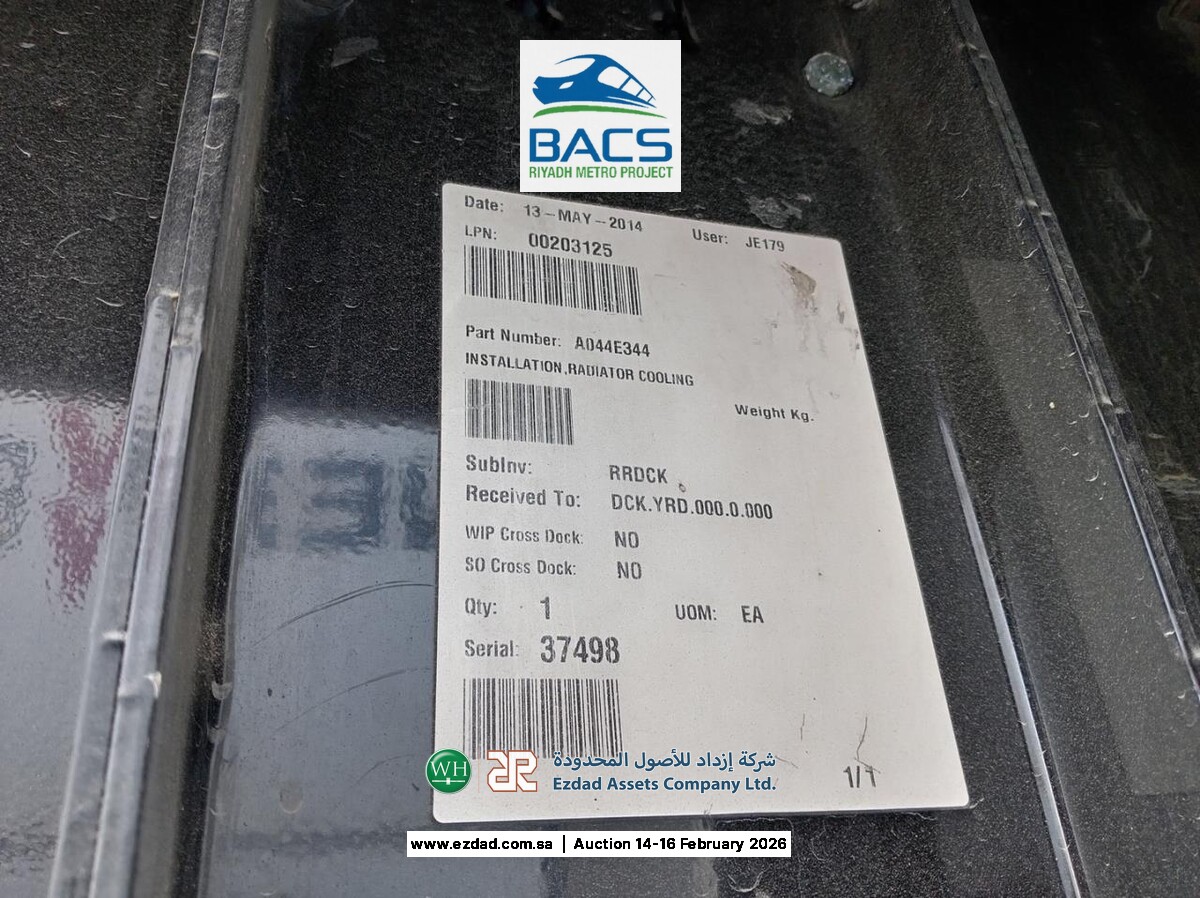 BACS
RIYADH METRO PROJECT
Date: 13-MAY-2014 User: JE179
LPN: 00203125
Part Number: A044E344
INSTALLATION,RADIATOR COOLING
Weight Kg.
SubInv: RRDCK
Received To: DCK.YRD.000.0.000
WIP Cross Dock: NO
SO Cross Dock: NO
Qty: 1 UOM: EA
Serial: 37498
1/1
WH
شركة إزداد للأصول المحدودة
Ezdad Assets Company Ltd.
www.ezdad.com.sa | Auction 14-16 February 2026